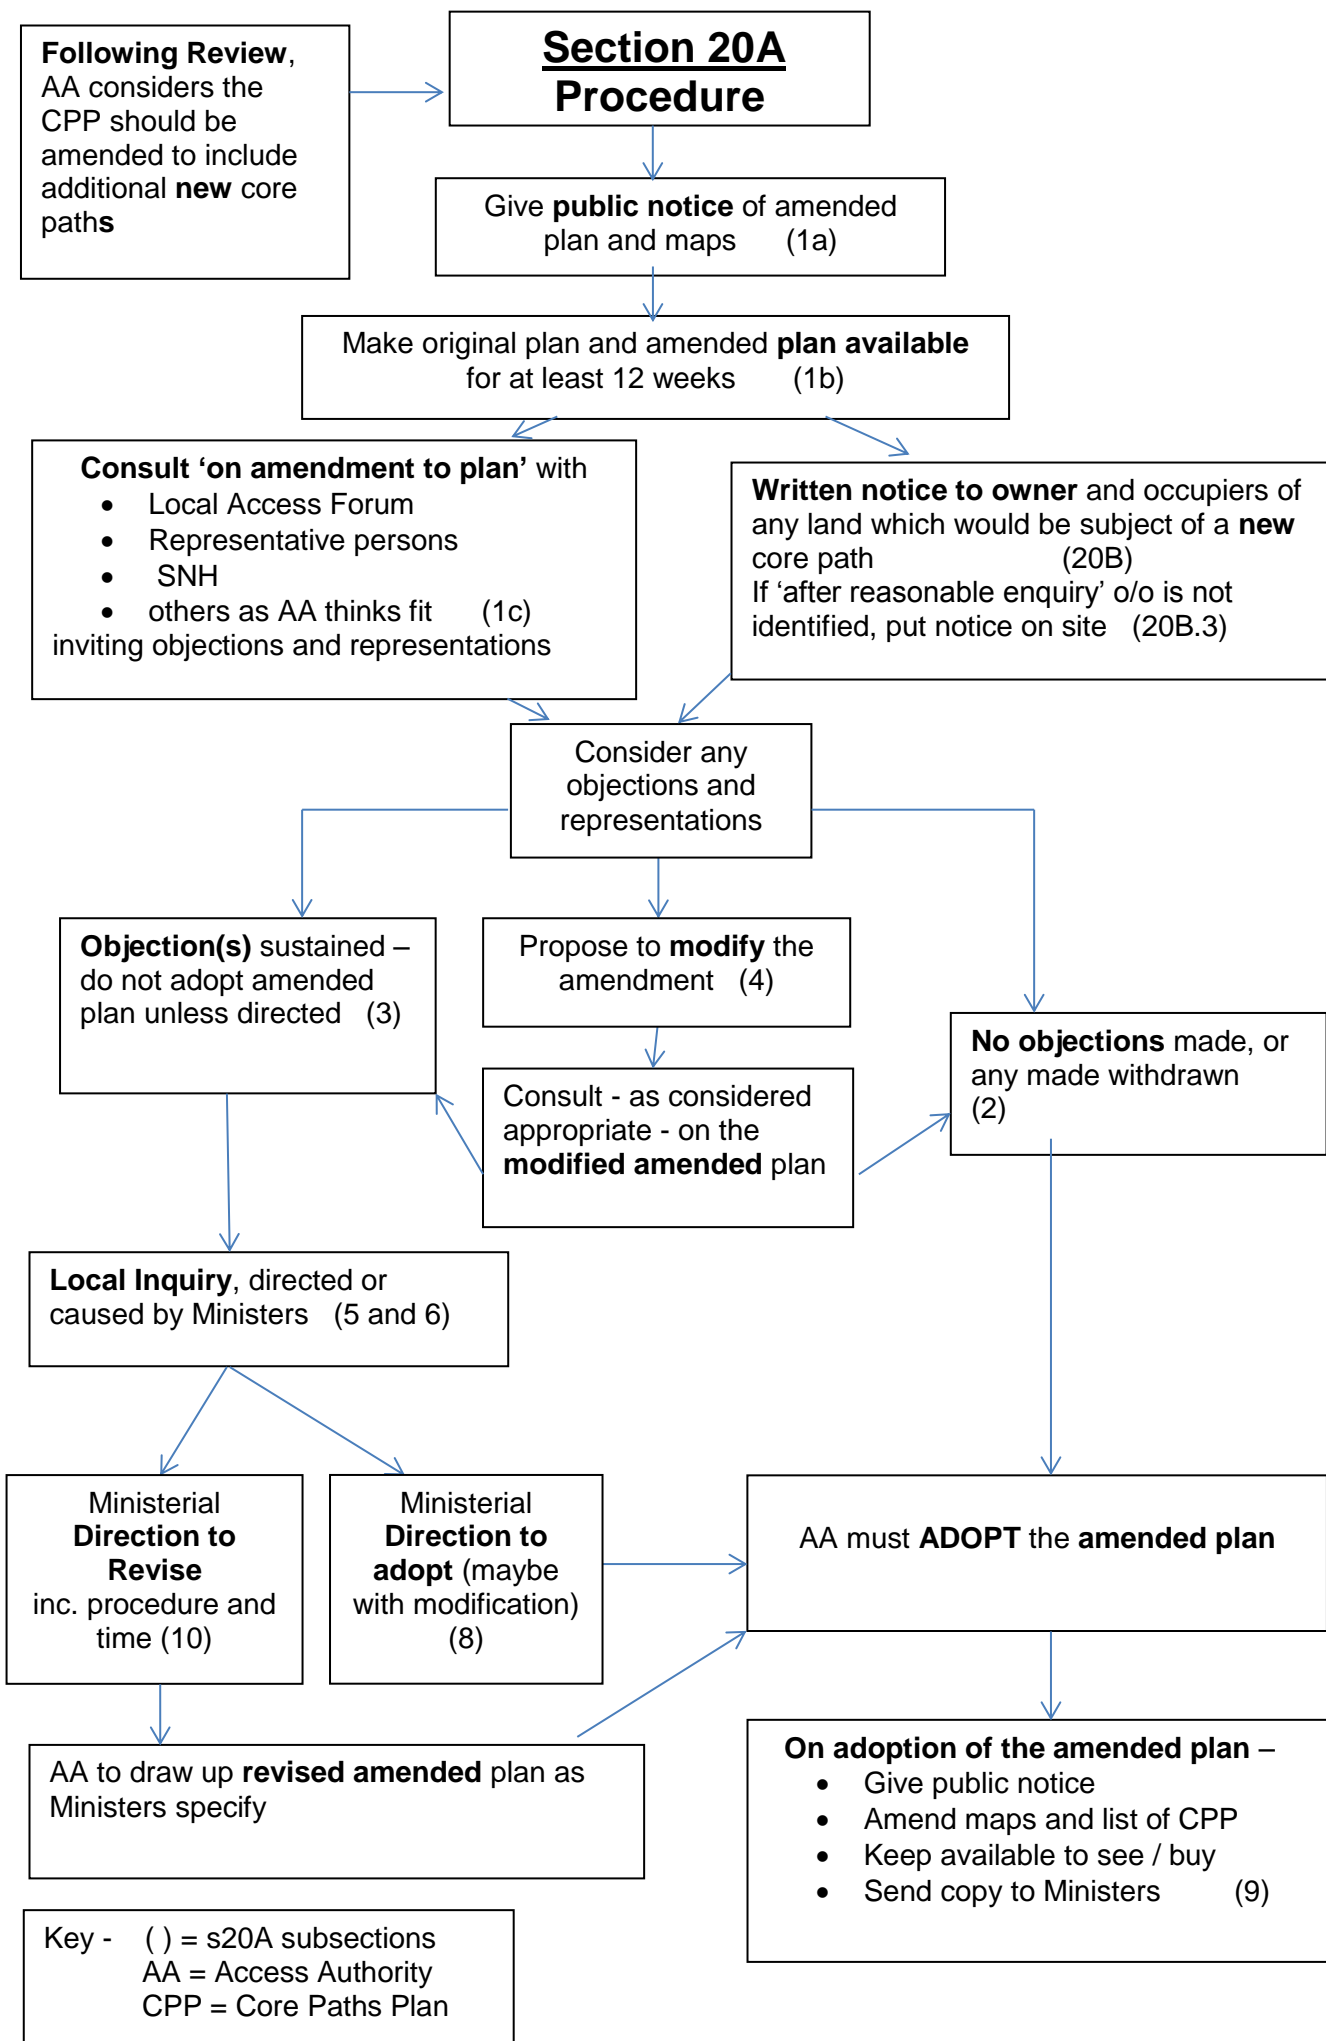 Following Review,
AA considers the
CPP should be
amended to include
additional new core
paths
Section 20A
Procedure
Give public notice of amended
plan and maps (1a)
Make original plan and amended plan available
for at least 12 weeks (1b)
Consult ‘on amendment to plan’ with
• Local Access Forum
• Representative persons
• SNH
• others as AA thinks fit (1c)
inviting objections and representations
Written notice to owner and occupiers of
any land which would be subject of a new
core path (20B)
If ‘after reasonable enquiry’ o/o is not
identified, put notice on site (20B.3)
Consider any
objections and
representations
Objection(s) sustained –
do not adopt amended
plan unless directed (3)
Propose to modify the
amendment (4)
No objections made, or
any made withdrawn
(2)
Consult - as considered
appropriate - on the
modified amended plan
Local Inquiry, directed or
caused by Ministers (5 and 6)
Ministerial
Direction to
Revise
inc. procedure and
time (10)
Ministerial
Direction to
adopt (maybe
with modification)
(8)
AA must ADOPT the amended plan
AA to draw up revised amended plan as
Ministers specify
On adoption of the amended plan –
• Give public notice
• Amend maps and list of CPP
• Keep available to see / buy
• Send copy to Ministers (9)
Key - ( ) = s20A subsections
AA = Access Authority
CPP = Core Paths Plan